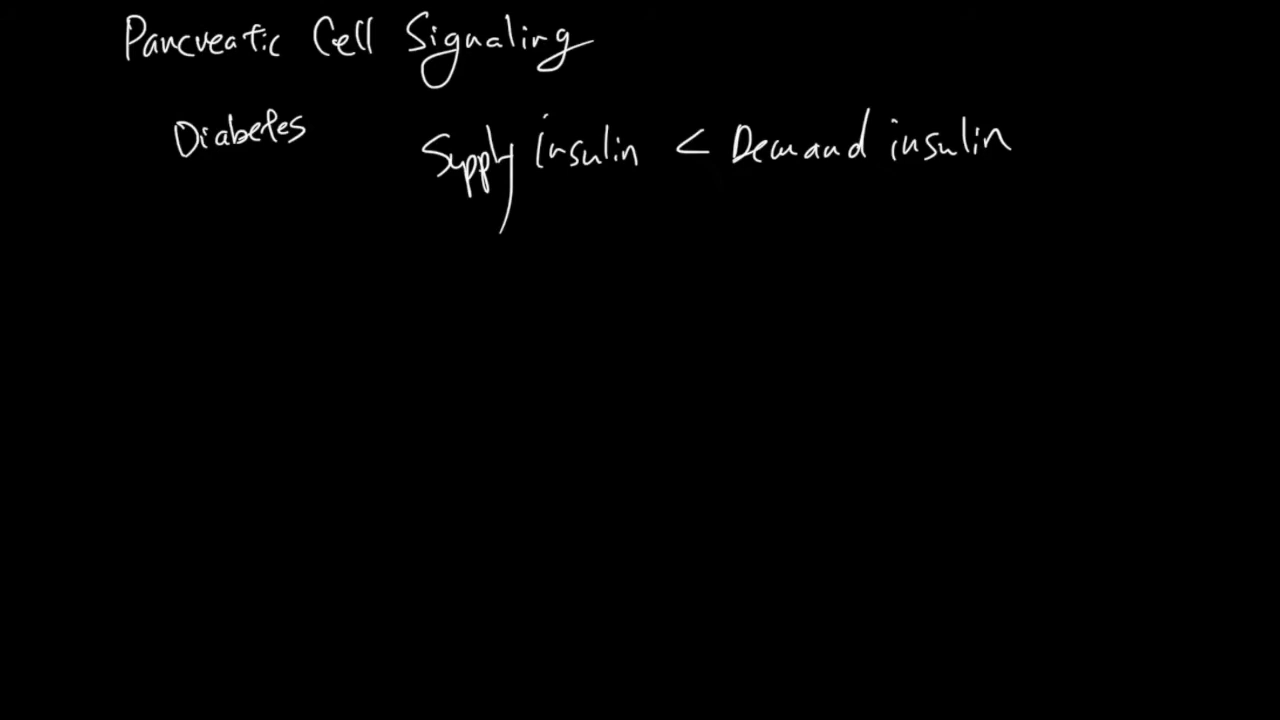 Pancreatic Cell Signaling
Diabetes Supply insulin < Demand insulin